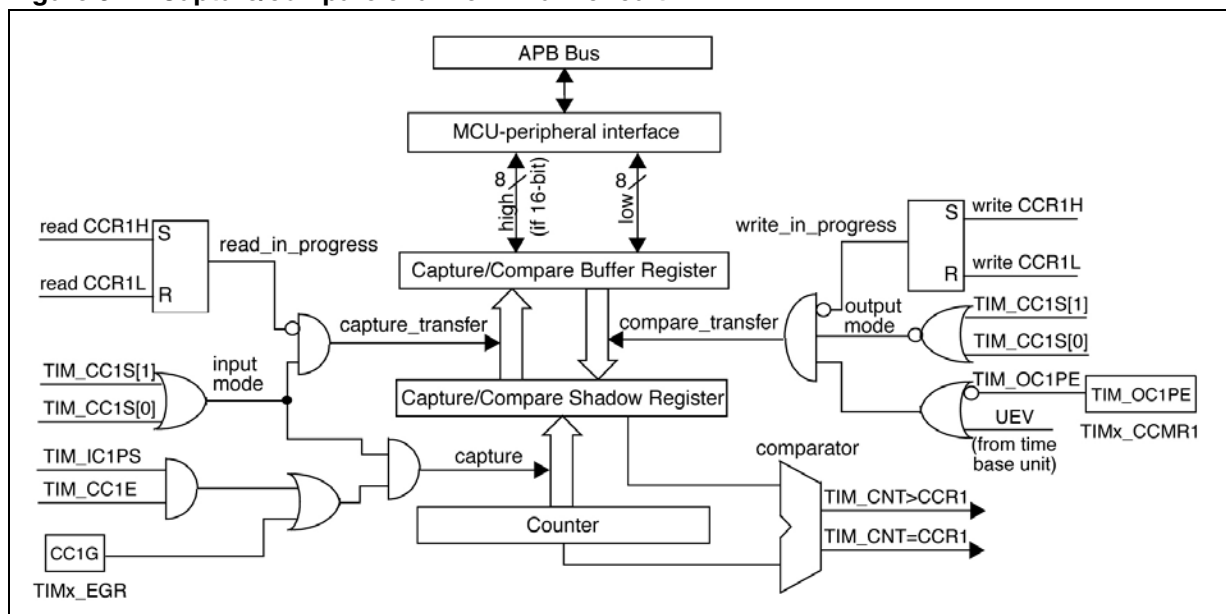 APB Bus
MCU-peripheral interface
8
high
(if 16-bit)
8
low
read CCR1H
S
read_in_progress
read CCR1L
R
write_in_progress
S
write CCR1H
R
write CCR1L
Capture/Compare Buffer Register
capture_transfer
compare_transfer
output
mode
TIM_CC1S[1]
TIM_CC1S[0]
input
mode
TIM_CC1S[1]
TIM_CC1S[0]
Capture/Compare Shadow Register
TIM_OC1PE
TIM_OC1PE
UEV
TIMx_CCMR1
(from time
base unit)
TIM_IC1PS
TIM_CC1E
capture
comparator
Counter
TIM_CNT>CCR1
TIM_CNT=CCR1
CC1G
TIMx_EGR